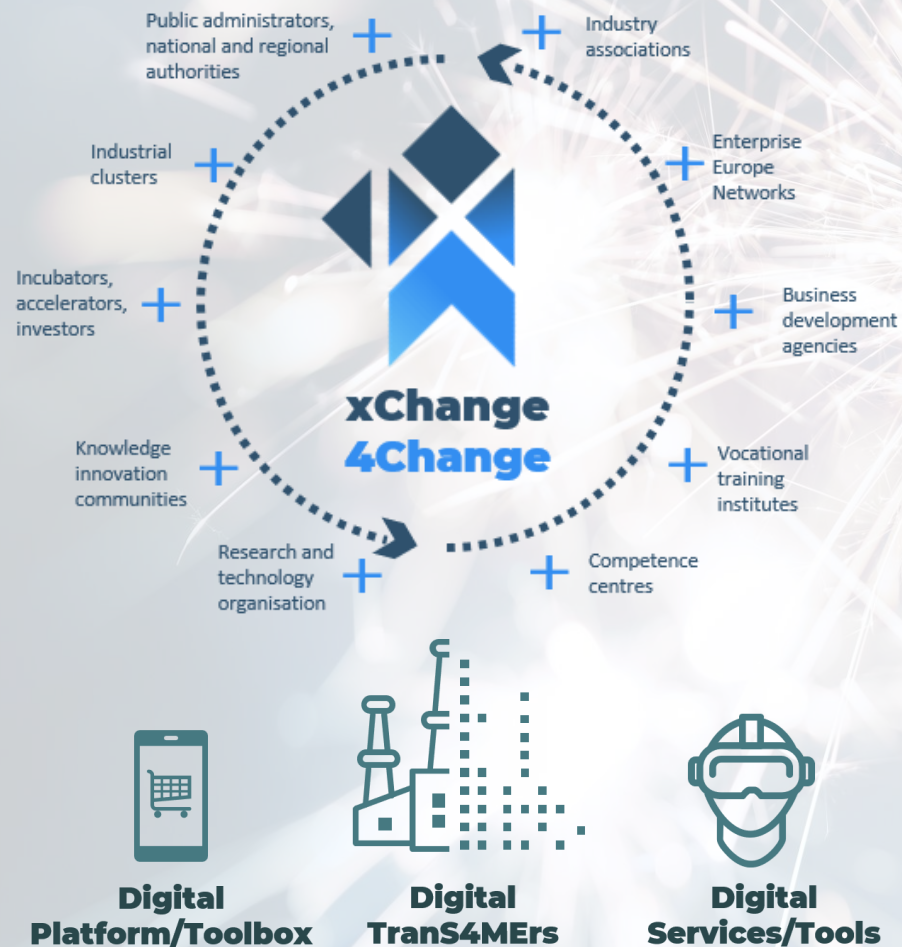 Public administrators,
national and regional
authorities
Industry
associations
Industrial
clusters
Enterprise
Europe
Networks
Incubators,
accelerators,
investors
Business
development
agencies
xChange
4Change
Knowledge
innovation
communities
Vocational
training
institutes
Research and
technology
organisation
Competence
centres
Digital
Platform/Toolbox
Digital
TranS4MErs
Digital
Services/Tools